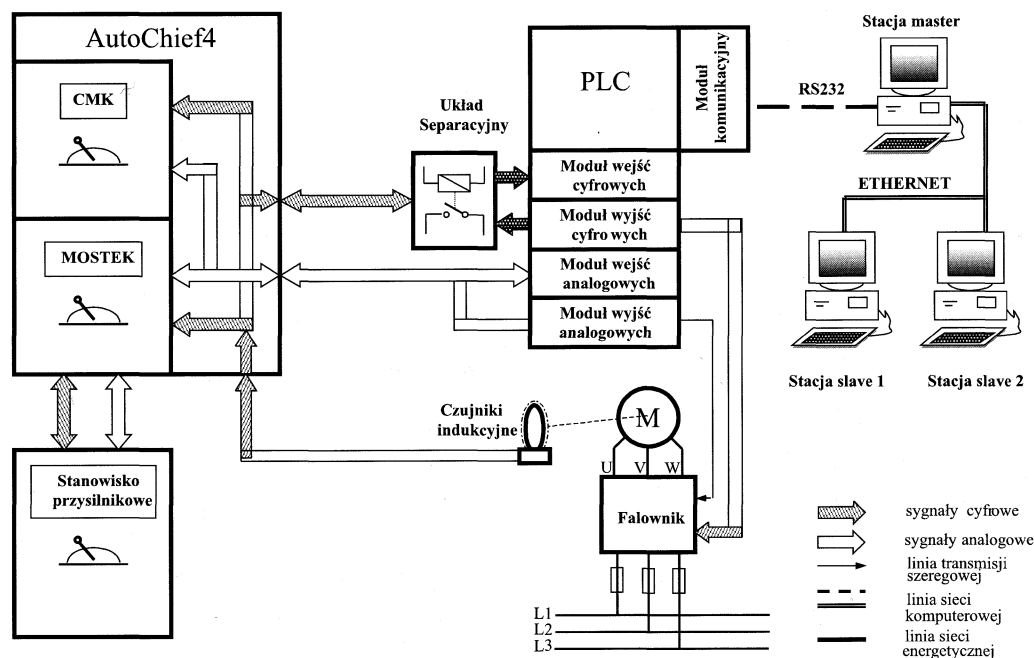 AutoChief4
CMK
MOSTEK
Stanowisko
przysilnikowe
Układ
Separacyjny
PLC
Moduł
komunikacyjny
Moduł wejść
cyfrowych
Moduł wyjść
cyfro wych
Moduł wejść
analogowych
Moduł wyjść
analogowych
RS232
Stacja master
ETHERNET
Stacja slave 1
Stacja slave 2
Czujniki
indukcyjne
M
U
V
W
Falownik
L1
L2
L3
sygnały cyfrowe
sygnały analogowe
linia transmisji
szeregowej
linia sieci
komputerowej
linia sieci
energetycznej